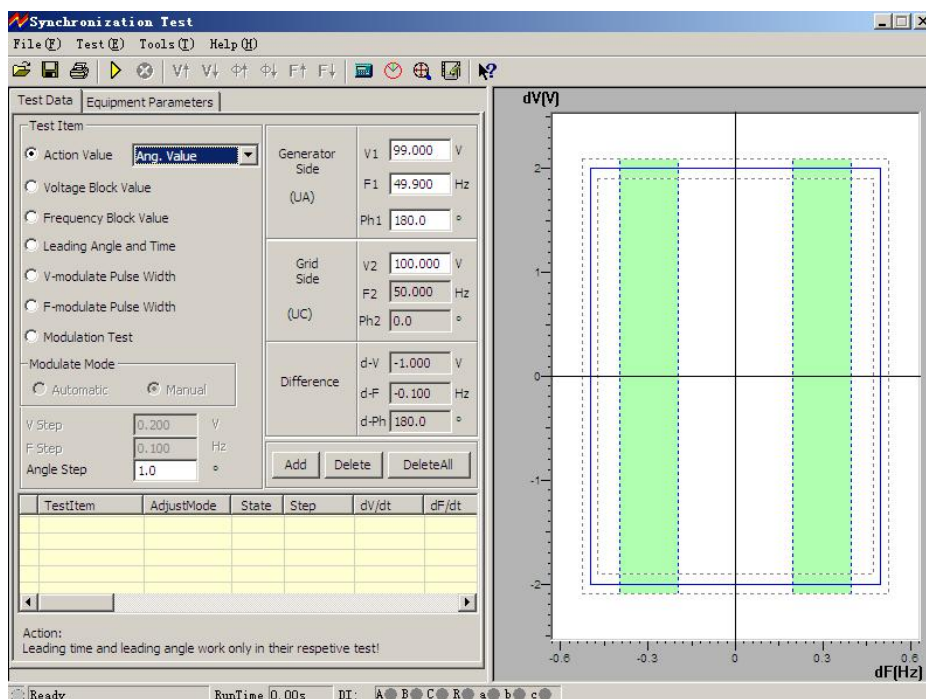 Synchronization Test
File(F) Test(E) Tools(T) Help(H)
V↑ V↓ Φ↑ Φ↓ F↑ F↓
Test Data Equipment Parameters
Test Item
Action Value Ang. Value
Voltage Block Value
Frequency Block Value
Leading Angle and Time
V-modulate Pulse Width
F-modulate Pulse Width
Modulation Test
Modulate Mode
Automatic Manual
V Step 0.200 V
F Step 0.100 Hz
Angle Step 1.0 °
Generator Side (UA)
V1 99.000 V
F1 49.900 Hz
Ph1 180.0 °
Grid Side (UC)
V2 100.000 V
F2 50.000 Hz
Ph2 0.0 °
Difference
d-V -1.000 V
d-F -0.100 Hz
d-Ph 180.0 °
Add Delete DeleteAll
TestItem AdjustMode State Step dV/dt dF/dt
Action:
Leading time and leading angle work only in their respetive test!
dV(V)
2
1
0
-1
-2
-0.6 -0.3 0 0.3 0.6
dF(Hz)
Ready RunTime 0.00s DI: A B C R a b c